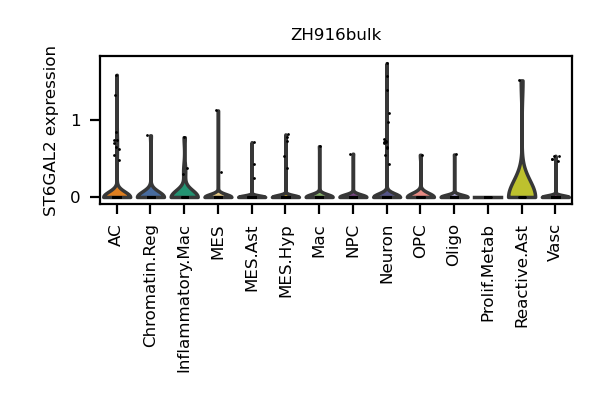 ZH916bulk
ST6GAL2 expression
1
0
AC
Chromatin.Reg
Inflammatory.Mac
MES
MES.Ast
MES.Hyp
Mac
NPC
Neuron
OPC
Oligo
Prolif.Metab
Reactive.Ast
Vasc